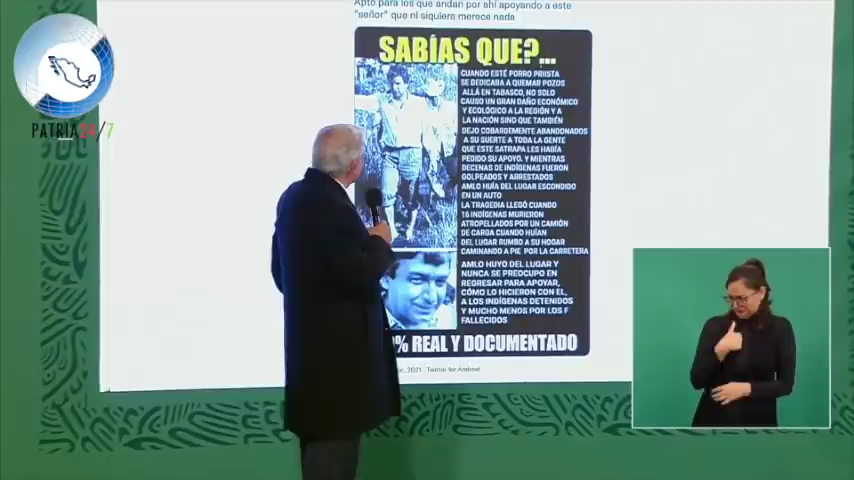 Apto para los que andan por ahí apoyando a este
"señor" que ni siquiera merece nada
PATRIA24/7
SABÍAS QUE?...
CUANDO ESTÉ PORRO PRIISTA
SE DEDICABA A QUEMAR POZOS
ALLÁ EN TABASCO, NO SOLO
CAUSO UN GRAN DAÑO ECONÓMICO
Y ECOLÓGICO A LA REGIÓN Y A
LA NACIÓN SINO QUE TAMBIÉN
DEJO COBARDEMENTE ABANDONADOS
A SU SUERTE A TODA LA GENTE
QUE ESTE SATRAPA LES HABÍA
PEDIDO SU APOYO. Y MIENTRAS
DECENAS DE INDÍGENAS FUERON
GOLPEADOS Y ARRESTADOS
AMLO HUÍA DEL LUGAR ESCONDIDO
EN UN AUTO
LA TRAGEDIA LLEGÓ CUANDO
16 INDÍGENAS MURIERON
ATROPELLADOS POR UN CAMIÓN
DE CARGA CUANDO HUÍAN
DEL LUGAR RUMBO A SU HOGAR
CAMINANDO A PIE POR LA CARRETERA
AMLO HUYO DEL LUGAR Y
NUNCA SE PREOCUPO EN
REGRESAR PARA APOYAR,
CÓMO LO HICIERON CON EL,
A LOS INDÍGENAS DETENIDOS
Y MUCHO MENOS POR LOS F
FALLECIDOS
% REAL Y DOCUMENTADO
2021 · Twitter for Android